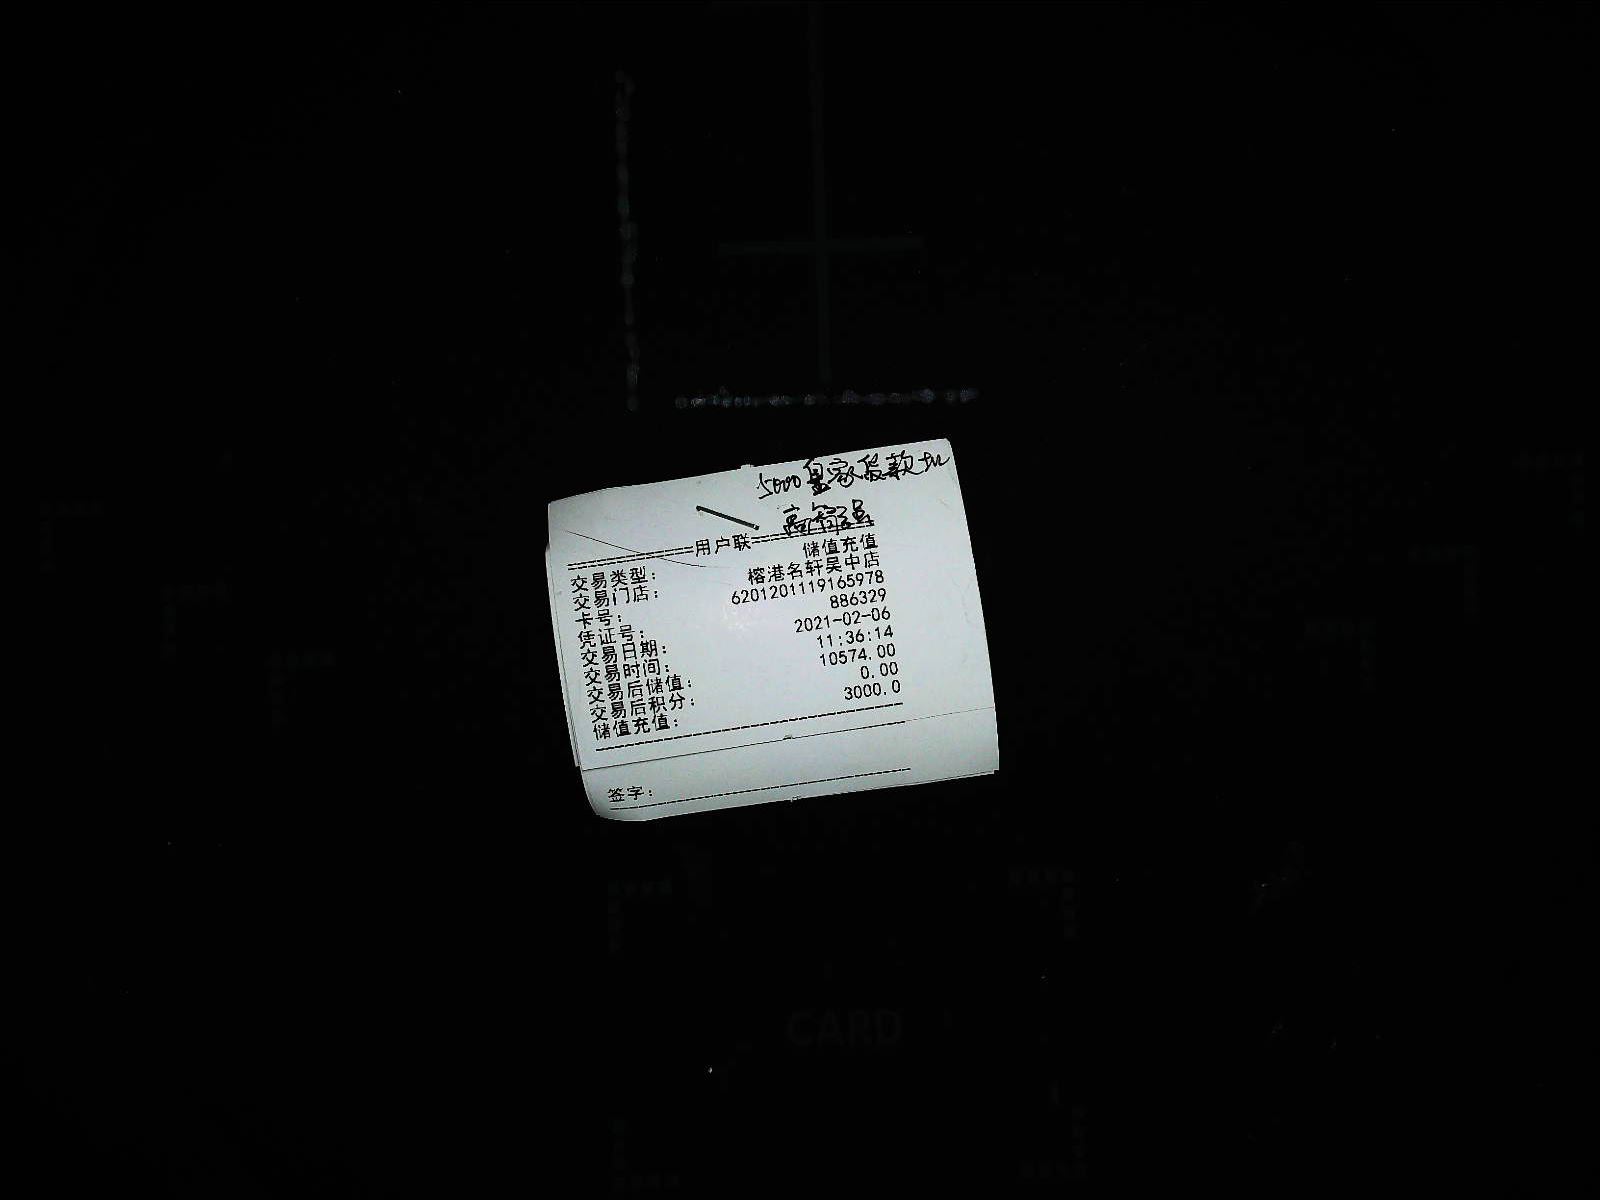 5000皇家贷款
高
用户联
交易类型： 储值充值
交易门店： 榕港名轩吴中店
卡号： 6201201119165978
凭证号： 886329
交易日期： 2021-02-06
交易时间： 11:36:14
交易后储值： 10574.00
交易后积分： 0.00
储值充值： 3000.0
签字：
CARD